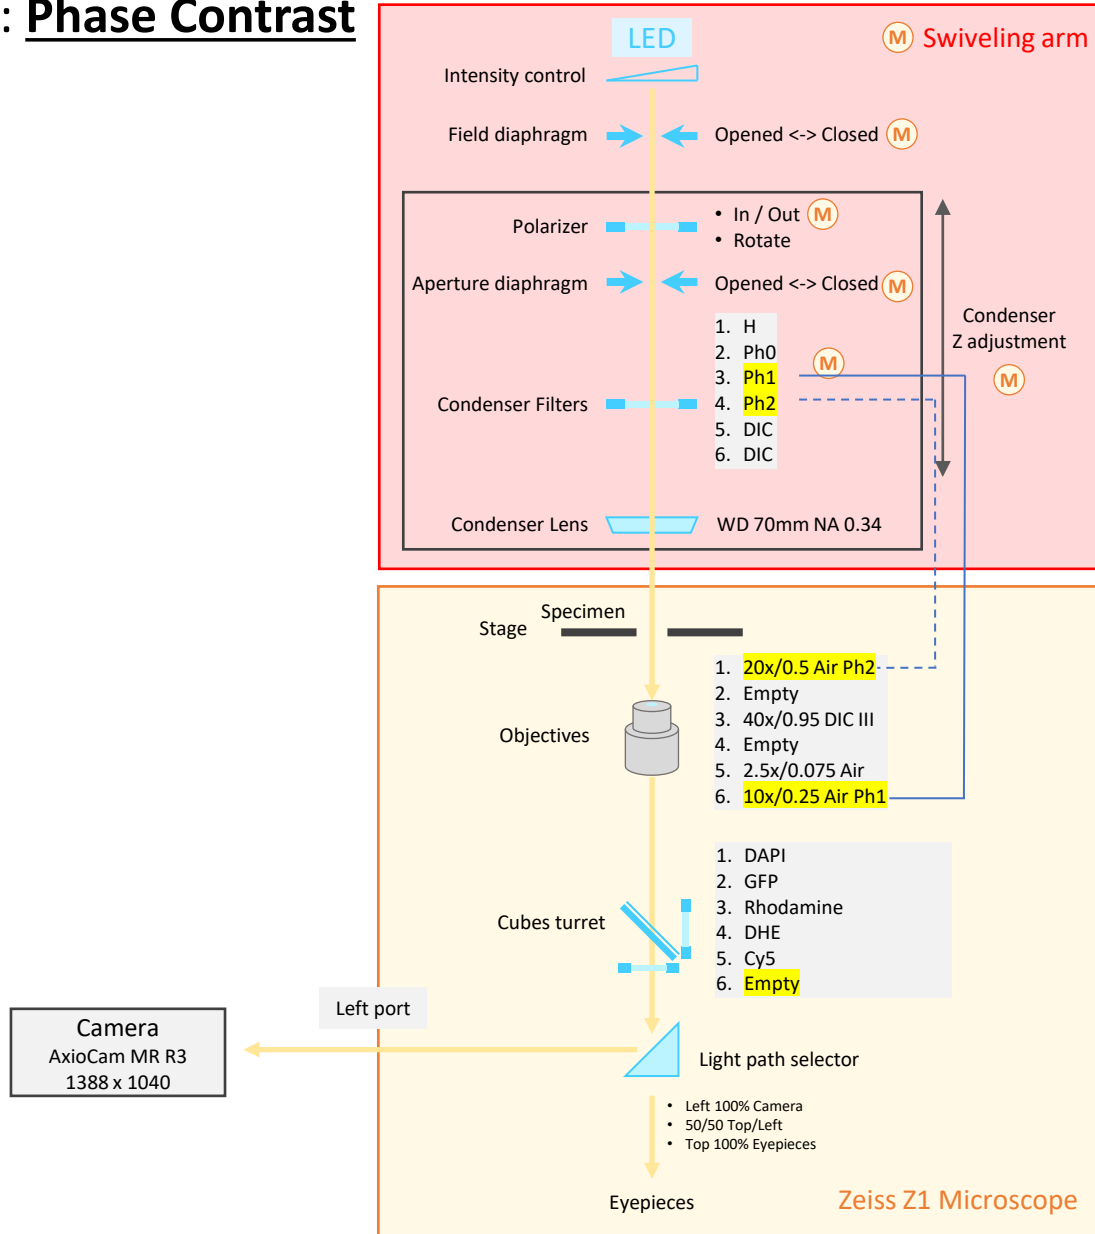 : Phase Contrast
LED
M Swiveling arm
Intensity control
Field diaphragm
Opened <-> Closed M
Polarizer
• In / Out M
• Rotate
Aperture diaphragm
Opened <-> Closed M
Condenser
Z adjustment
M
Condenser Filters
1. H
2. Ph0
3. Ph1
4. Ph2
5. DIC
6. DIC
M
Condenser Lens
WD 70mm NA 0.34
Specimen
Stage
Objectives
1. 20x/0.5 Air Ph2
2. Empty
3. 40x/0.95 DIC III
4. Empty
5. 2.5x/0.075 Air
6. 10x/0.25 Air Ph1
Cubes turret
1. DAPI
2. GFP
3. Rhodamine
4. DHE
5. Cy5
6. Empty
Left port
Camera
AxioCam MR R3
1388 x 1040
Light path selector
• Left 100% Camera
• 50/50 Top/Left
• Top 100% Eyepieces
Eyepieces
Zeiss Z1 Microscope